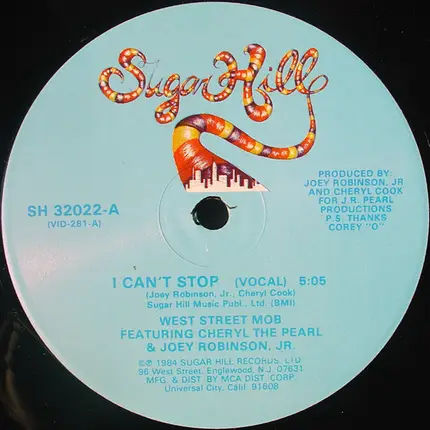 Sugar Hill
PRODUCED BY:
JOEY ROBINSON, JR
AND CHERYL COOK
FOR J.R. PEARL
PRODUCTIONS
P.S. THANKS
COREY "O"
SH 32022-A
(VID-281-A)
I CAN'T STOP (VOCAL) 5:05
(Joey Robinson, Jr., Cheryl Cook)
Sugar Hill Music Publ., Ltd. (BMI)
WEST STREET MOB
FEATURING CHERYL THE PEARL
& JOEY ROBINSON, JR.
©℗ 1984 SUGAR HILL RECORDS, LTD
96 West Street, Englewood, N.J. 07631
MFG. & DIST. BY MCA DIST. CORP.
Universal City, Calif. 91608